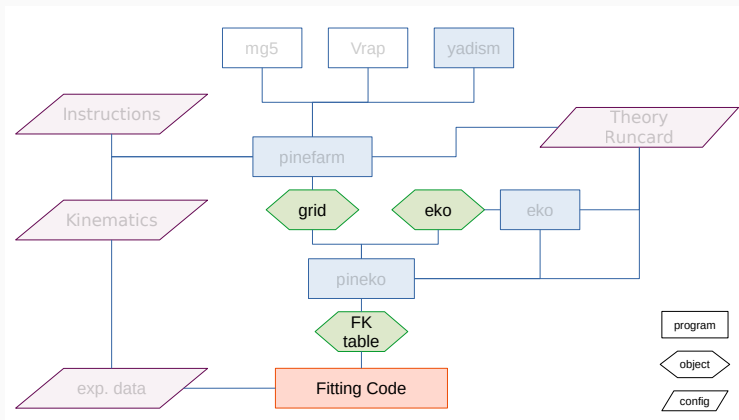 mg5
Vrap
yadism
Instructions
Theory
Runcard
pinefarm
Kinematics
grid
eko
eko
pineko
FK
table
program
object
exp. data
Fitting Code
config